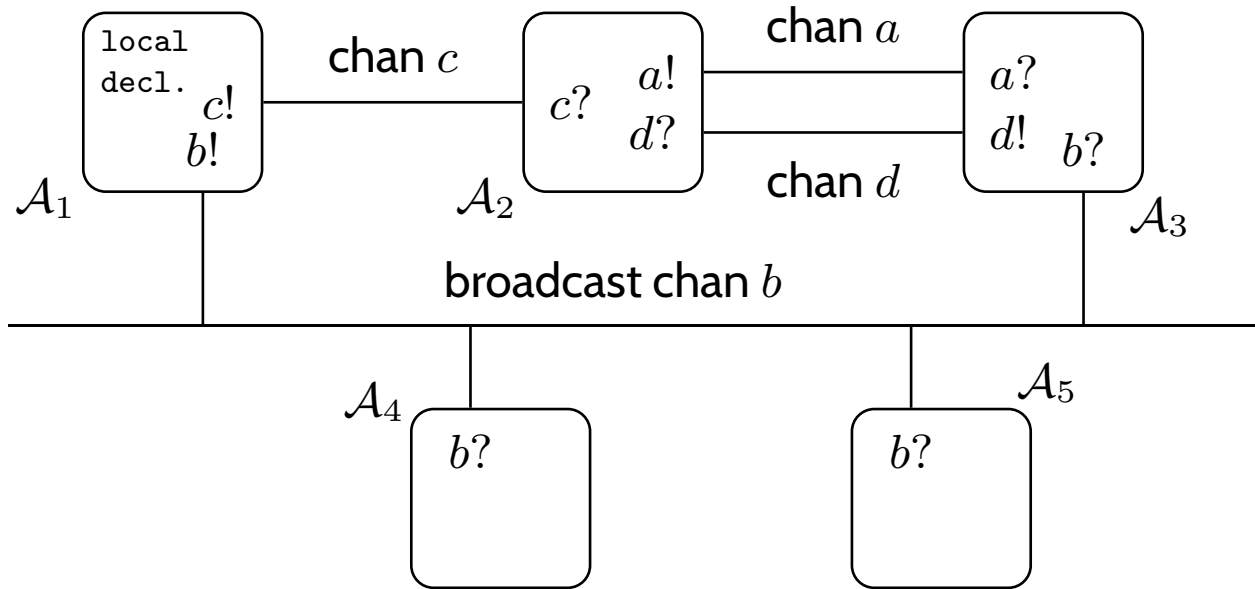 local
decl.
c!
b!
𝒜₁
chan c
c?
a!
d?
𝒜₂
chan a
chan d
a?
d!
b?
𝒜₃
broadcast chan b
𝒜₄
b?
𝒜₅
b?